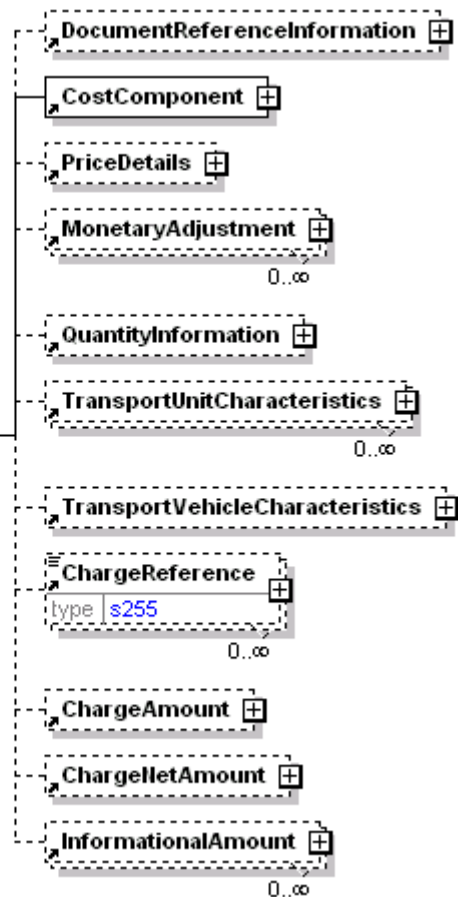 DocumentReferenceInformation
CostComponent
PriceDetails
MonetaryAdjustment
0..∞
QuantityInformation
TransportUnitCharacteristics
0..∞
TransportVehicleCharacteristics
ChargeReference
type s255
0..∞
ChargeAmount
ChargeNetAmount
InformationalAmount
0..∞